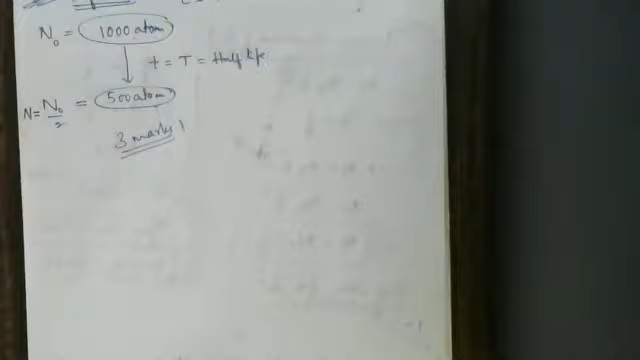 N₀ = 1000 atom
t = T = Half life
N = N₀/2 = 500 atom
3 marks